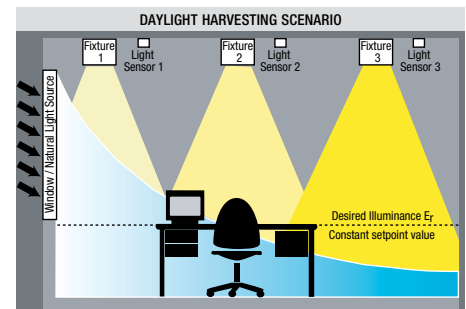 DAYLIGHT HARVESTING SCENARIO
Fixture
1
Light
Sensor 1
Fixture
2
Light
Sensor 2
Fixture
3
Light
Sensor 3
Window / Natural Light Source
Desired Illuminance Er
Constant setpoint value